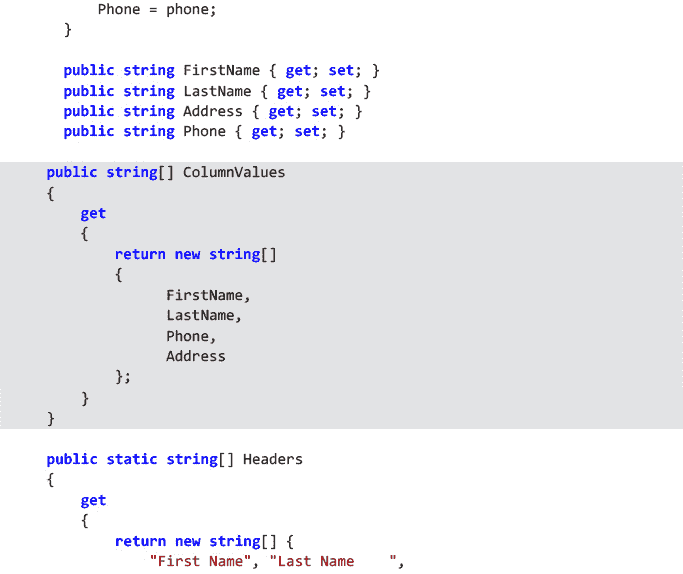 Phone = phone;
        }

        public string FirstName { get; set; }
        public string LastName { get; set; }
        public string Address { get; set; }
        public string Phone { get; set; }

      public string[] ColumnValues
      {
          get
          {
              return new string[]
              {
                    FirstName,
                    LastName,
                    Phone,
                    Address
              };
          }
      }

      public static string[] Headers
      {
          get
          {
              return new string[] {
                  "First Name", "Last Name    ",